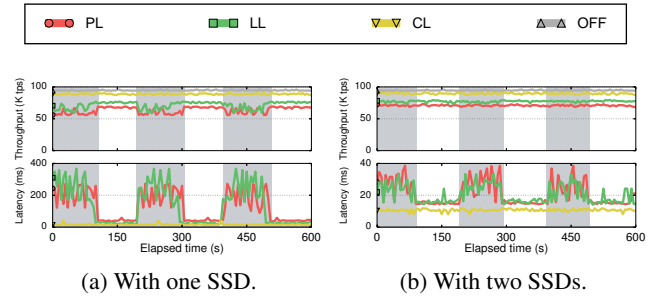 PL LL CL OFF
Throughput (K tps)
100
50
0
Latency (ms)
400
200
0
0 150 300 450 600
Elapsed time (s)
(a) With one SSD.
Throughput (K tps)
100
50
0
Latency (ms)
40
20
0
0 150 300 450 600
Elapsed time (s)
(b) With two SSDs.